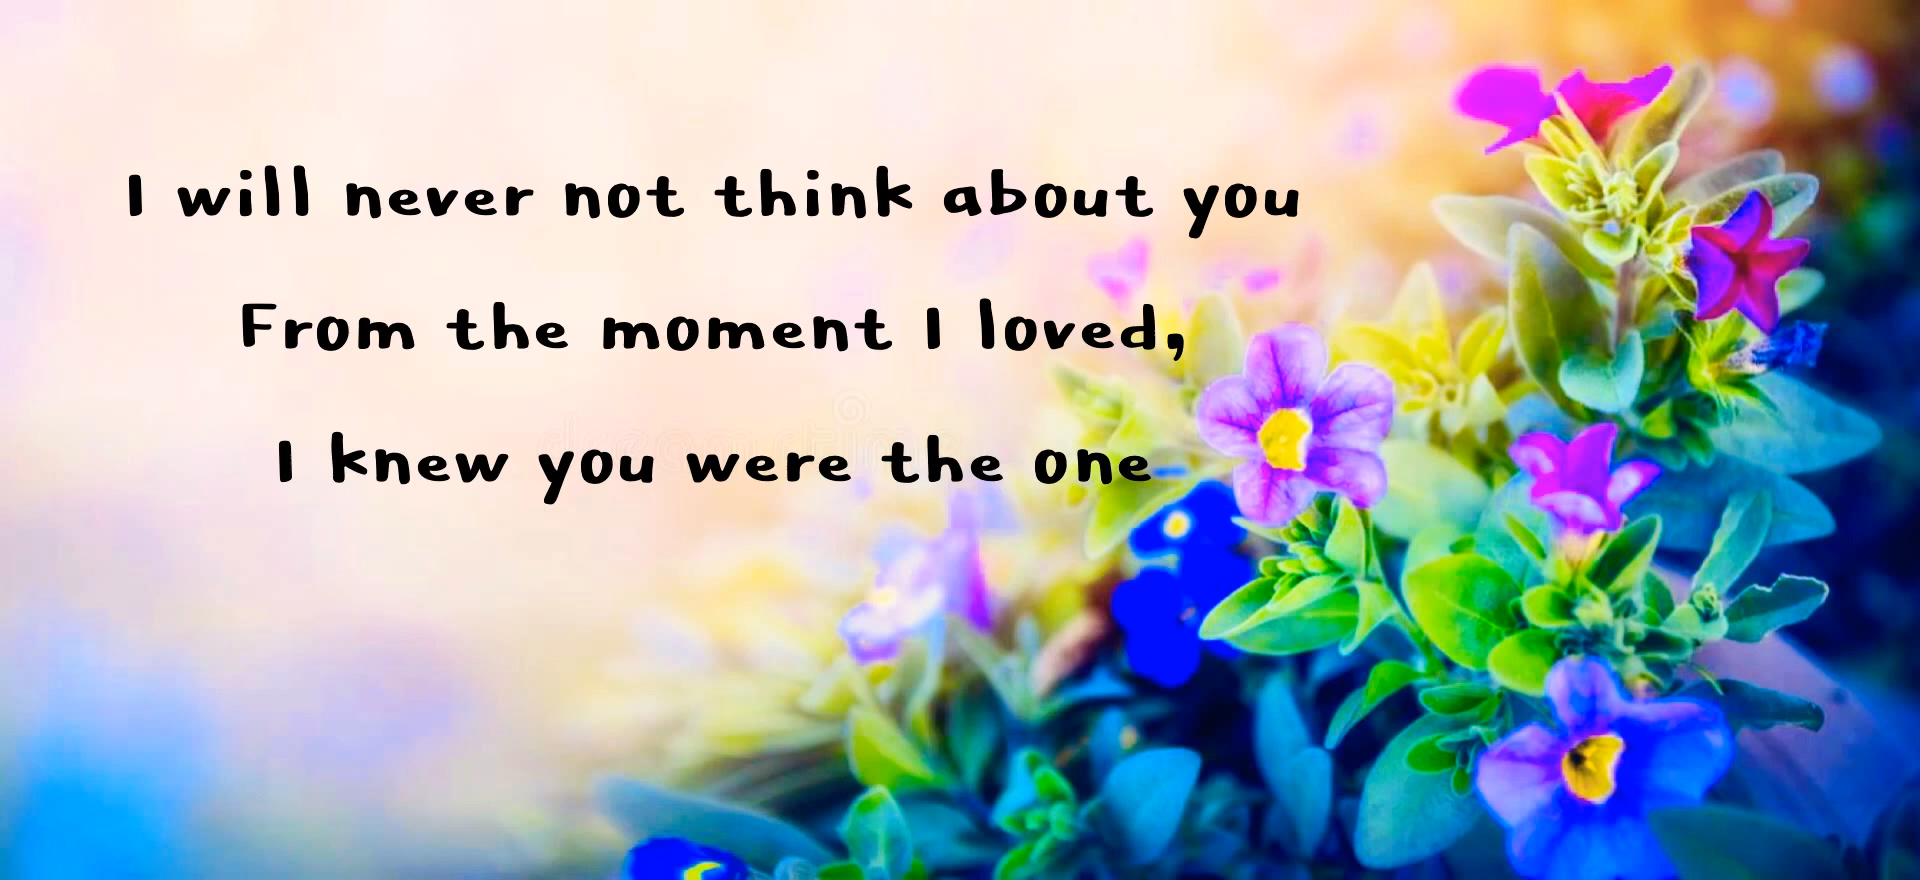 I will never not think about you
From the moment I loved,
I knew you were the one